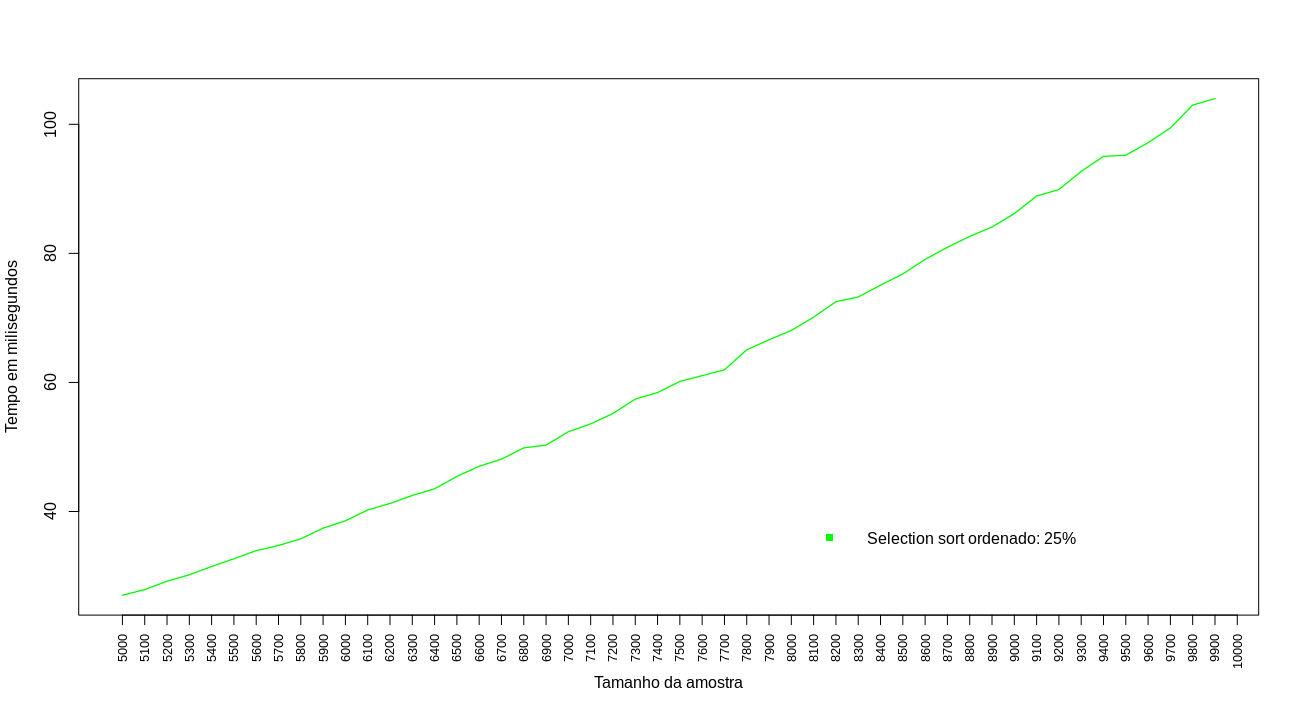 Tempo em milisegundos
100
80
60
40
Selection sort ordenado: 25%
5000 5100 5200 5300 5400 5500 5600 5700 5800 5900 6000 6100 6200 6300 6400 6500 6600 6700 6800 6900 7000 7100 7200 7300 7400 7500 7600 7700 7800 7900 8000 8100 8200 8300 8400 8500 8600 8700 8800 8900 9000 9100 9200 9300 9400 9500 9600 9700 9800 9900 10000
Tamanho da amostra